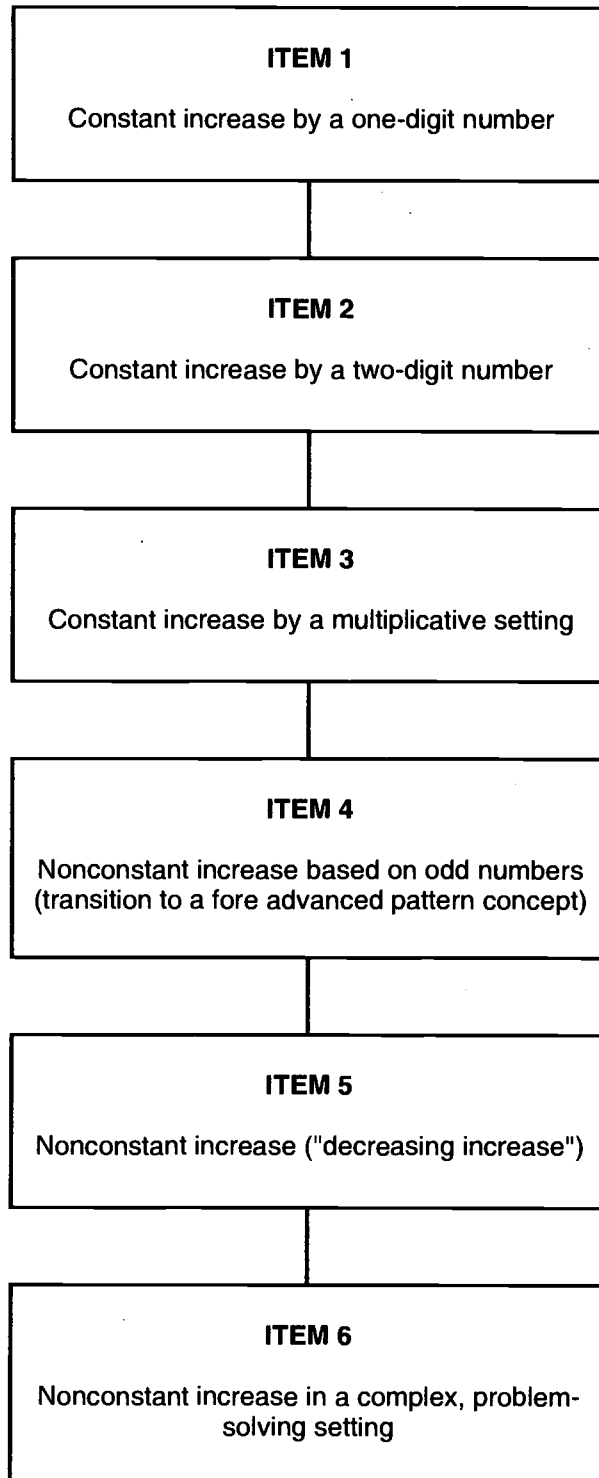 ITEM 1
Constant increase by a one-digit number
ITEM 2
Constant increase by a two-digit number
ITEM 3
Constant increase by a multiplicative setting
ITEM 4
Nonconstant increase based on odd numbers
(transition to a fore advanced pattern concept)
ITEM 5
Nonconstant increase ("decreasing increase")
ITEM 6
Nonconstant increase in a complex, problem-
solving setting